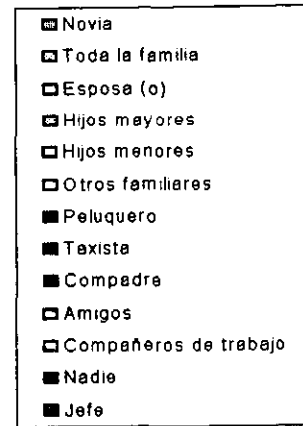 Novia
Toda la familia
Esposa (o)
Hijos mayores
Hijos menores
Otros familiares
Peluquero
Taxista
Compadre
Amigos
Compañeros de trabajo
Nadie
Jefe